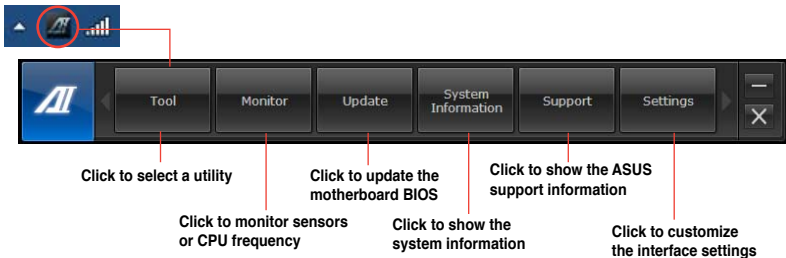 AI
Tool
Monitor
Update
System
Information
Support
Settings
Click to select a utility
Click to update the
motherboard BIOS
Click to show the ASUS
support information
Click to monitor sensors
or CPU frequency
Click to show the
system information
Click to customize
the interface settings